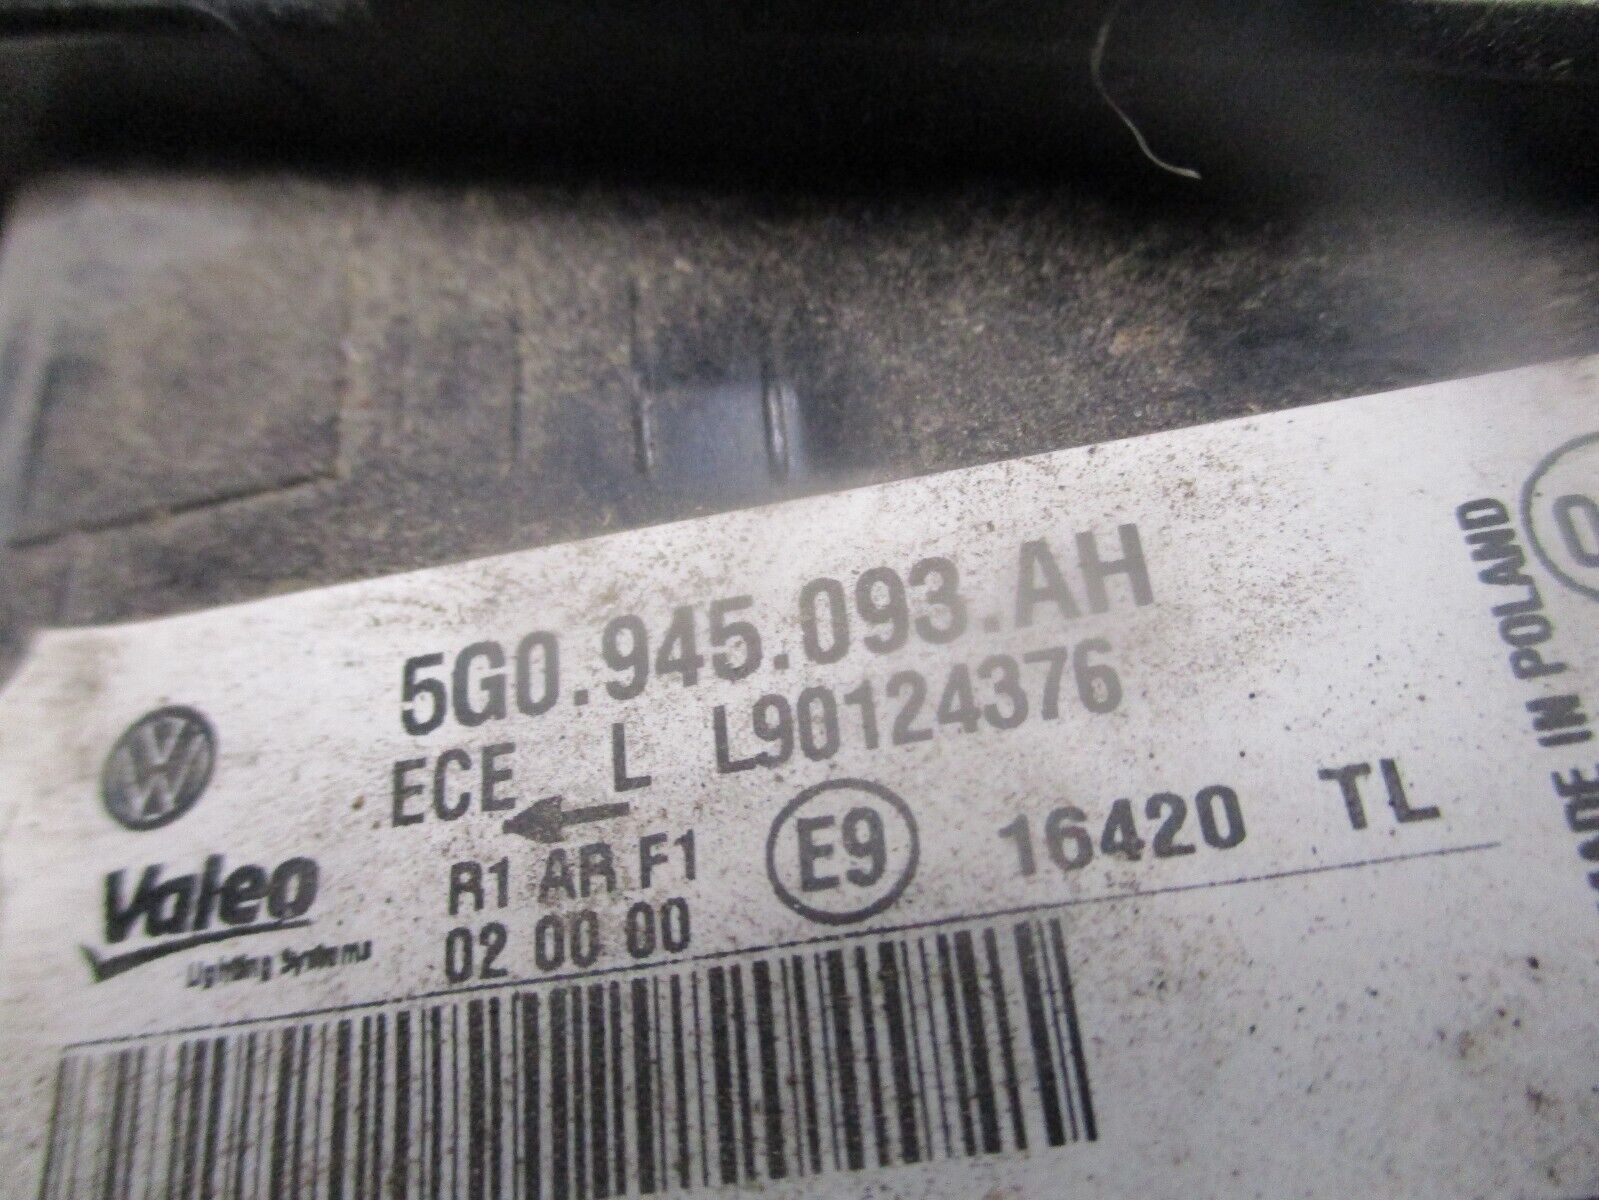 5G0.945.093.AH
ECE L L90124376
R1 AR F1
02 00 00
E9 16420 TL
VW
Valeo
Lighting Systems
MADE IN POLAND